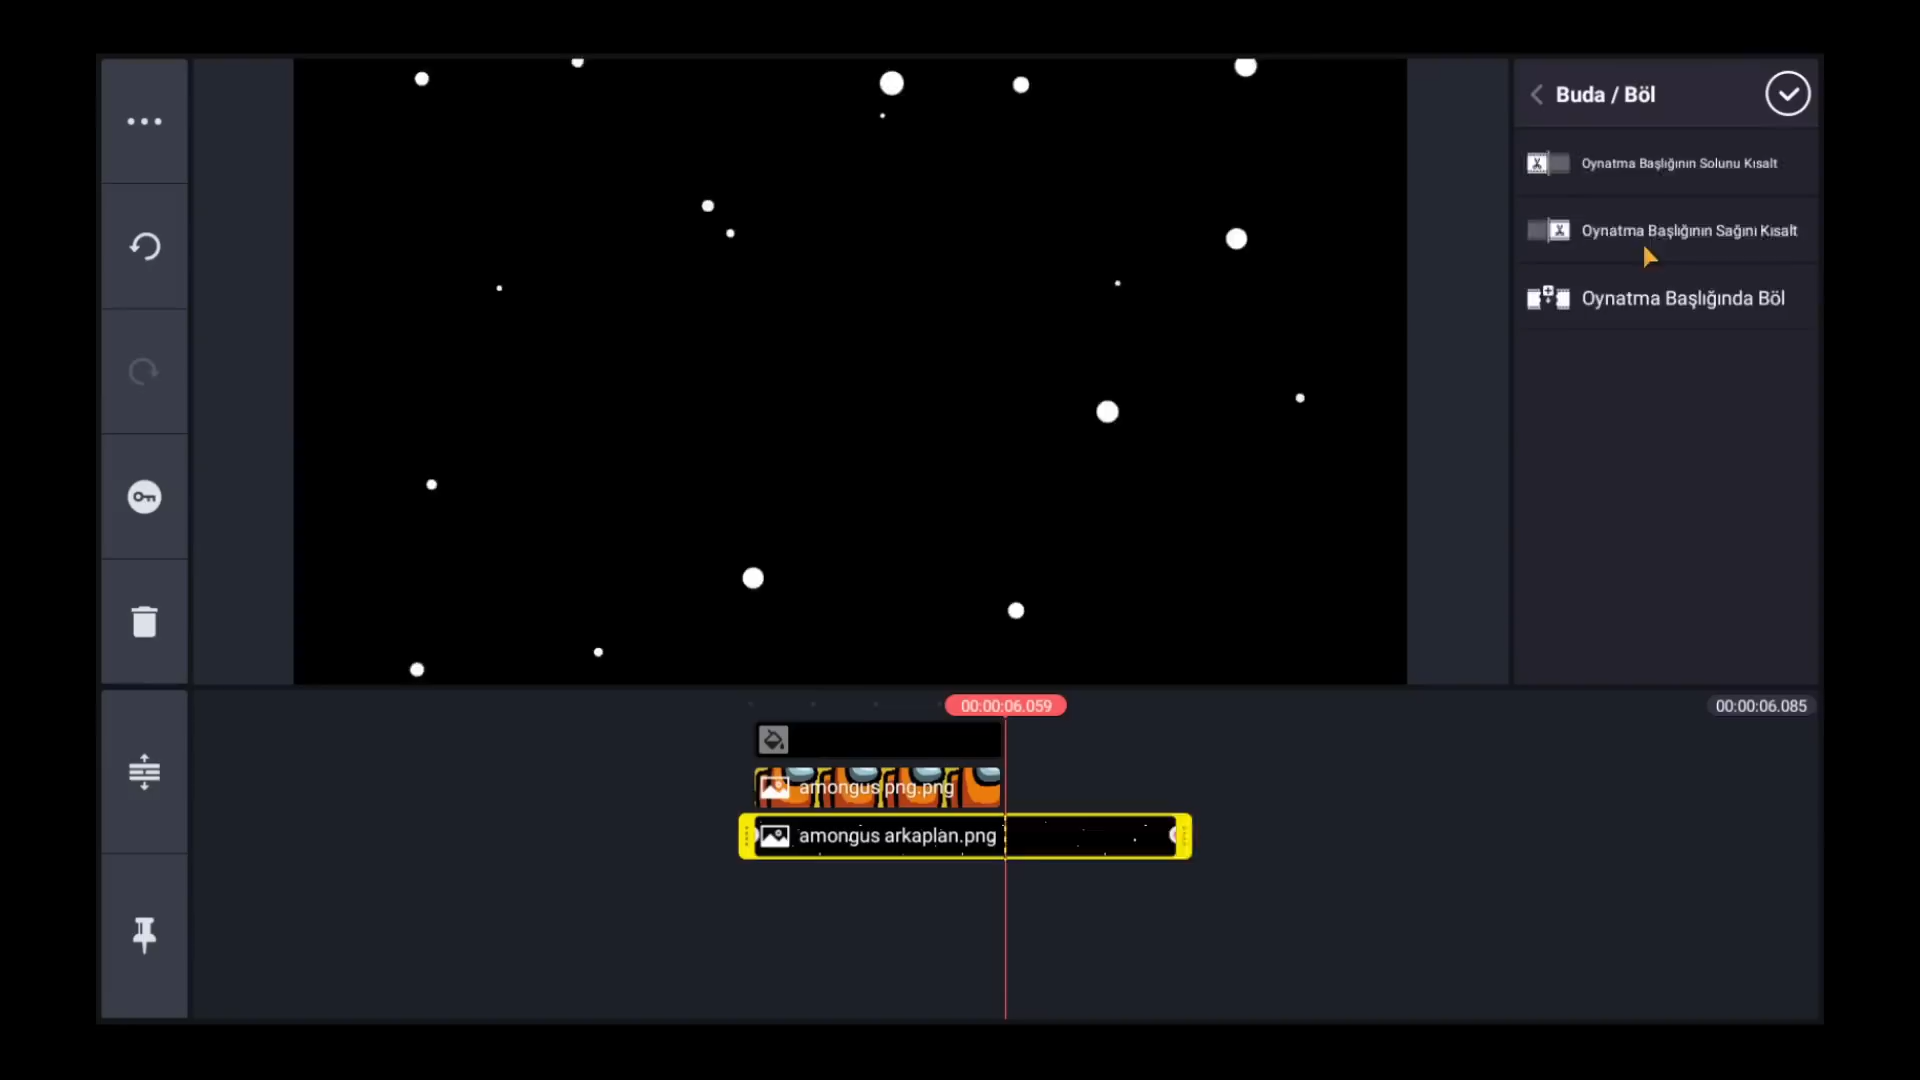 Buda / Böl
Oynatma Başlığının Solunu Kısalt
Oynatma Başlığının Sağını Kısalt
Oynatma Başlığında Böl
00:00:06.059
00:00:06.085
amongus png.png
amongus arkaplan.png